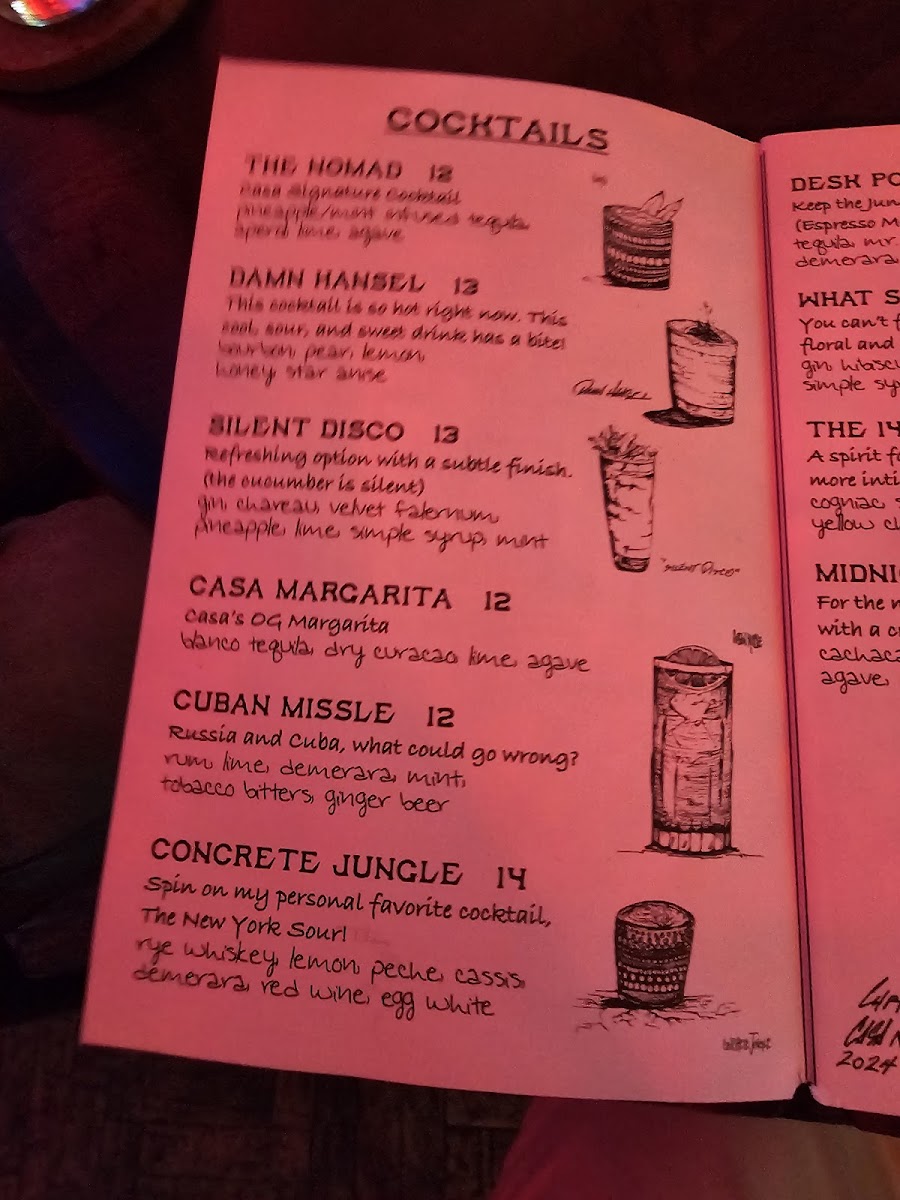 COCKTAILS
THE NOMAD 12
Casa Signature Cocktail
pineapple/mint infused tequila,
aperol, lime, agave
DAMN HANSEL 13
This cocktail is so hot right now. This
cool, sour, and sweet drink has a bite!
bourbon, pear, lemon,
honey, star anise
Damn Hansel
SILENT DISCO 13
Refreshing option with a subtle finish.
(the cucumber is silent)
gin, chareau, velvet falernum,
pineapple, lime, simple syrup, mint
"Silent Disco"
CASA MARGARITA 12
Casa's OG Margarita
blanco tequila, dry curacao, lime, agave
CUBAN MISSLE 12
Russia and Cuba, what could go wrong?
rum, lime, demerara, mint,
tobacco bitters, ginger beer
CONCRETE JUNGLE 14
Spin on my personal favorite cocktail,
The New York Sour!
rye whiskey, lemon, peche, cassis,
demerara, red wine, egg white
DESK PO
Keep the Jun
(Espresso M
tequila, mr.
demerara
WHAT S
You can't f
floral and
gin, hibiscu
simple sy
THE 14
A spirit fo
more inti
cognac,
yellow c
MIDNI
For the
with a c
cachaca
agave,
CASA
2024